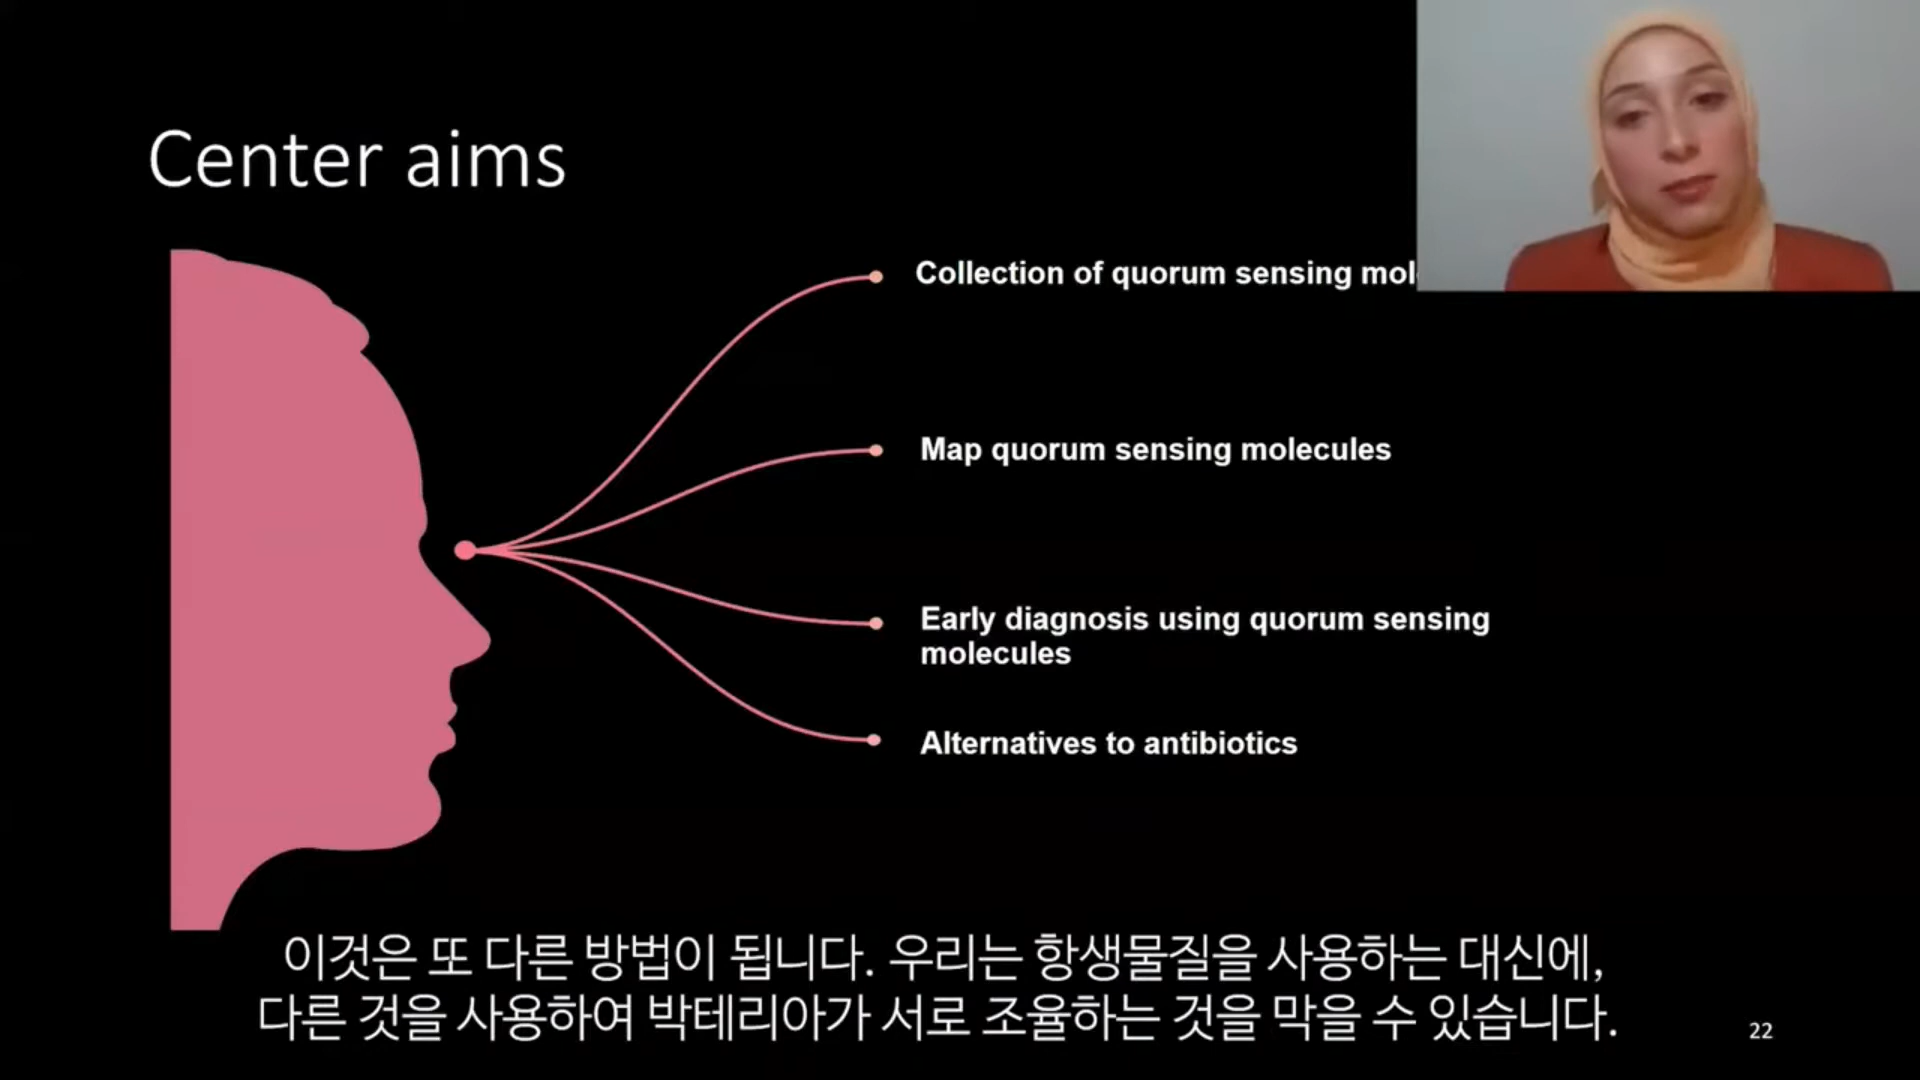 Center aims
Collection of quorum sensing
Map quorum sensing molecules
Early diagnosis using quorum sensing
molecules
Alternatives to antibiotics
이것은 또 다른 방법이 됩니다. 우리는 항생물질을 사용하는 대신에,
다른 것을 사용하여 박테리아가 서로 조율하는 것을 막을 수 있습니다.
22